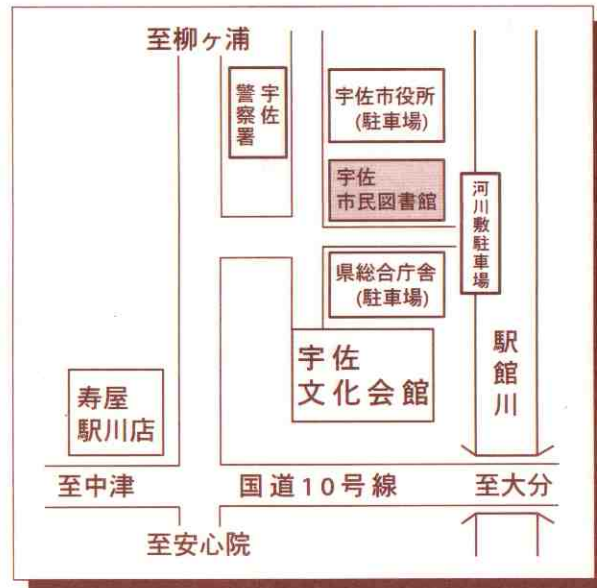 至柳ヶ浦
宇佐
警察署
宇佐市役所
(駐車場)
宇佐
市民図書館
河川敷駐車場
県総合庁舎
(駐車場)
宇佐
文化会館
駅館川
寿屋
駅川店
至中津
国道10号線
至大分
至安心院